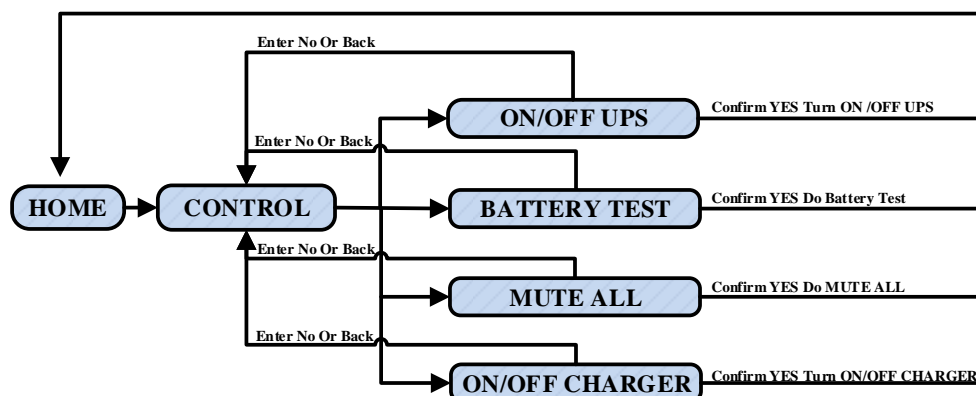 Enter No Or Back
ON/OFF UPS
Confirm YES Turn ON /OFF UPS
Enter No Or Back
HOME
CONTROL
BATTERY TEST
Confirm YES Do Battery Test
Enter No Or Back
MUTE ALL
Confirm YES Do MUTE ALL
Enter No Or Back
ON/OFF CHARGER
Confirm YES Turn ON/OFF CHARGER